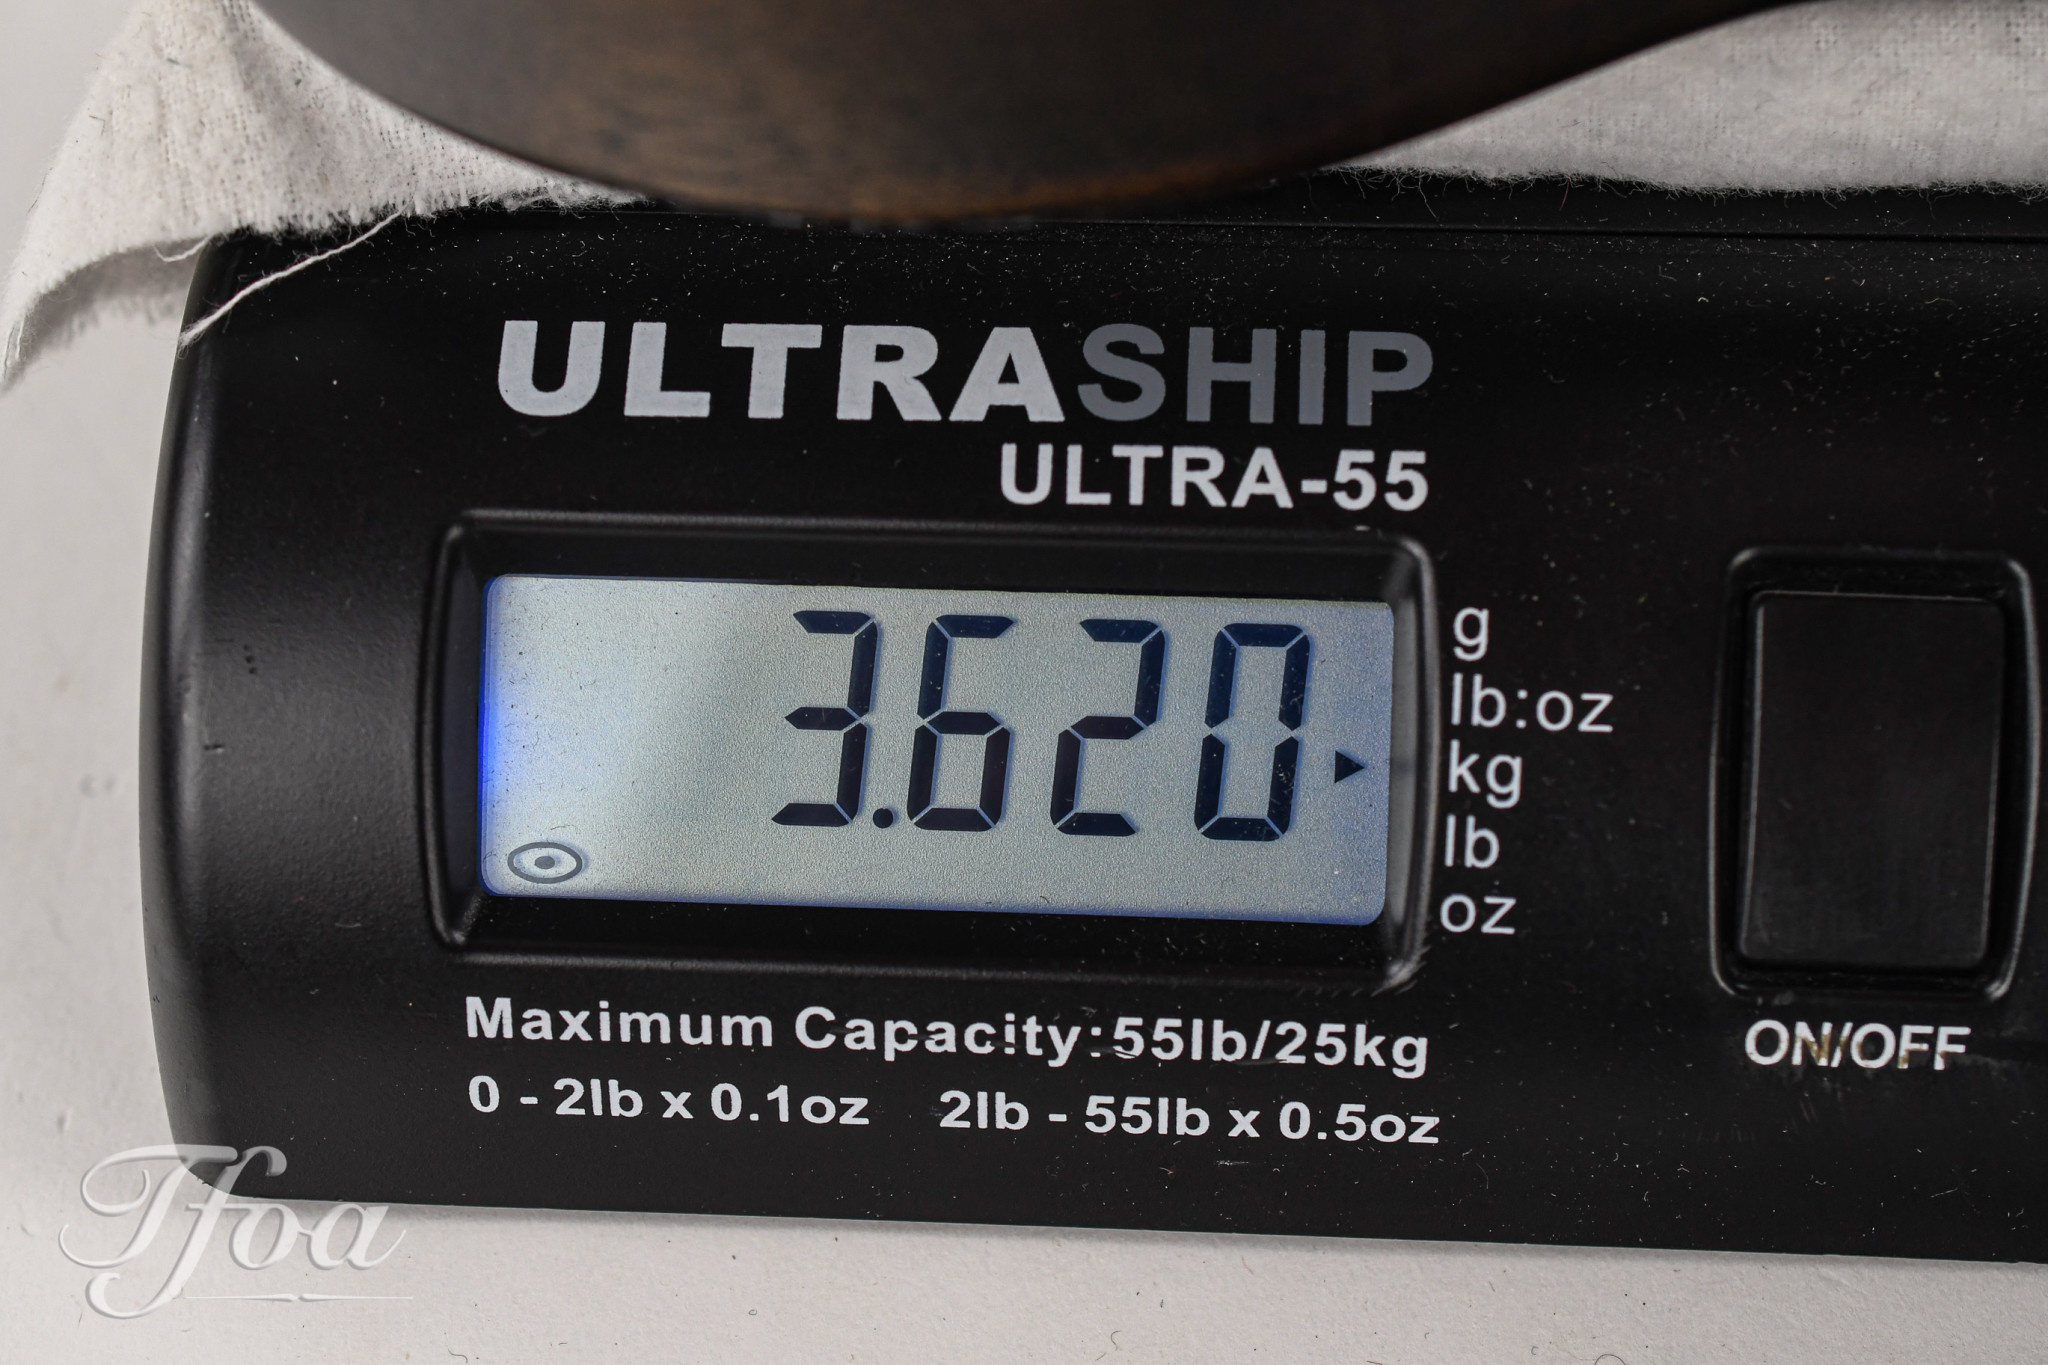 ULTRASHIP
ULTRA-55
3.620
g
lb:oz
kg
lb
oz
ON/OFF
Maximum Capacity:55lb/25kg
0 - 2lb x 0.1oz 2lb - 55lb x 0.5oz
Tfoa